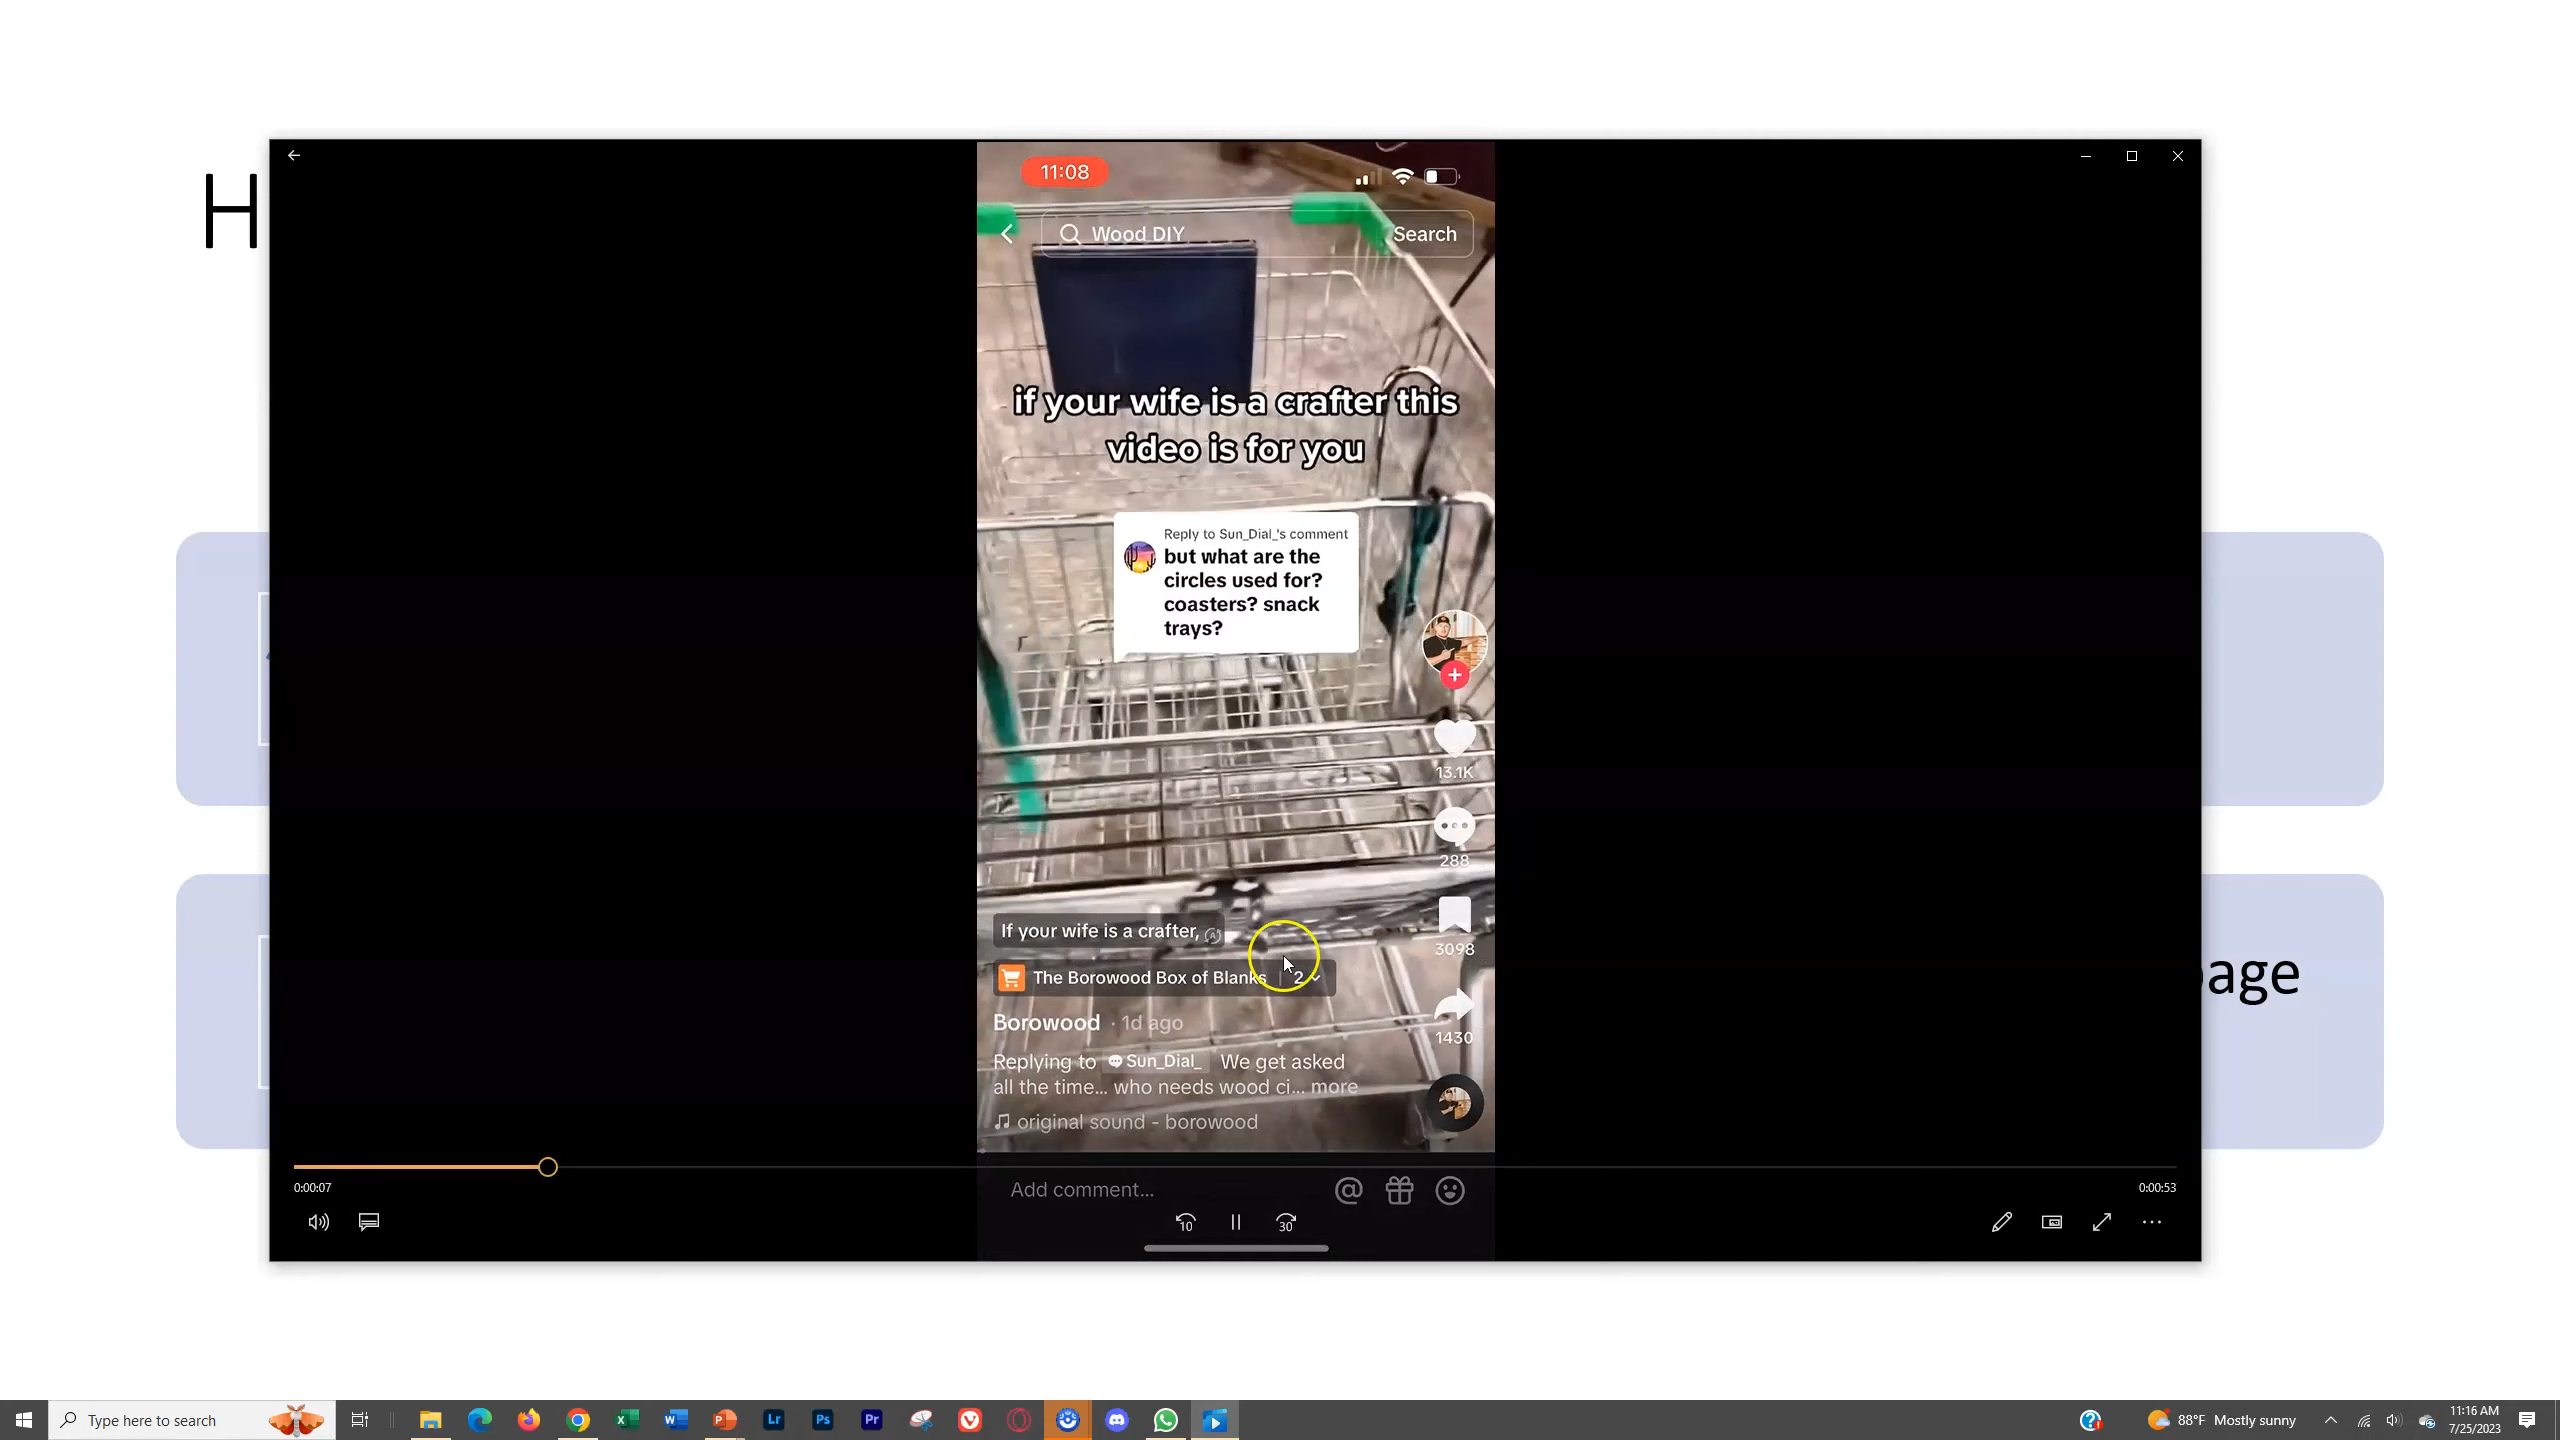 H
11:08
Wood DIY
Search
if your wife is a crafter this
video is for you
Reply to Sun_Dial_'s comment
but what are the
circles used for?
coasters? snack
trays?
13.1K
288
3098
1430
If your wife is a crafter,
The Borowood Box of Blanks | 2
Borowood · 1d ago
Replying to Sun_Dial_ We get asked
all the time... who needs wood ci... more
original sound - borowood
page
0:00:07
0:00:53
Add comment...
10
30
Type here to search
88°F Mostly sunny
11:16 AM
7/25/2023